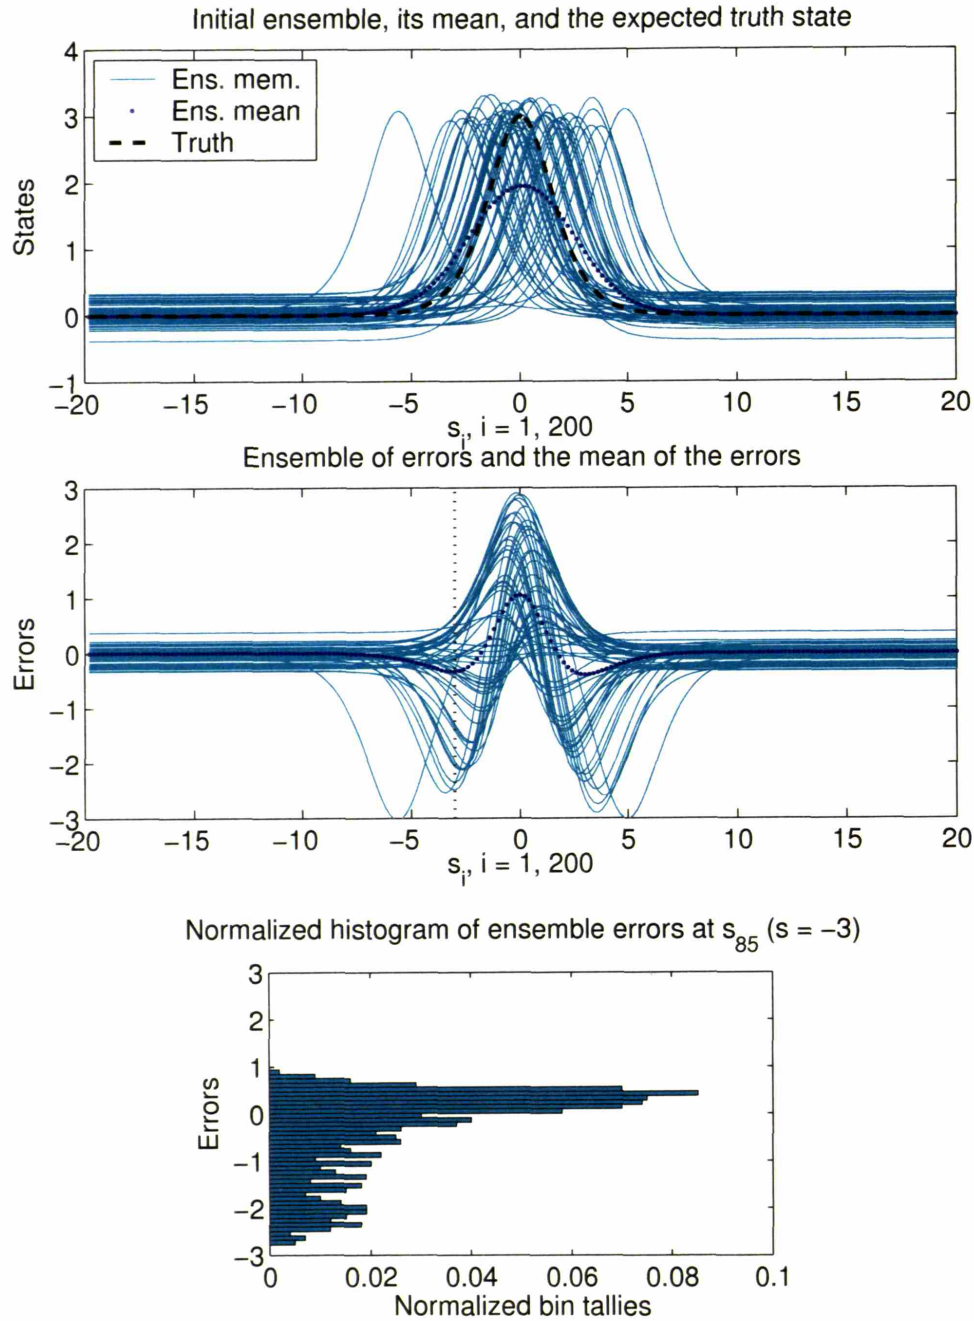 Initial ensemble, its mean, and the expected truth state
4
3
2
1
0
−1
States
Ens. mem.
Ens. mean
Truth
−20 −15 −10 −5 0 5 10 15 20
s_i, i = 1, 200
Ensemble of errors and the mean of the errors
3
2
1
0
−1
−2
−3
Errors
−20 −15 −10 −5 0 5 10 15 20
s_i, i = 1, 200
Normalized histogram of ensemble errors at s_85 (s = −3)
3
2
1
0
−1
−2
−3
Errors
0 0.02 0.04 0.06 0.08 0.1
Normalized bin tallies